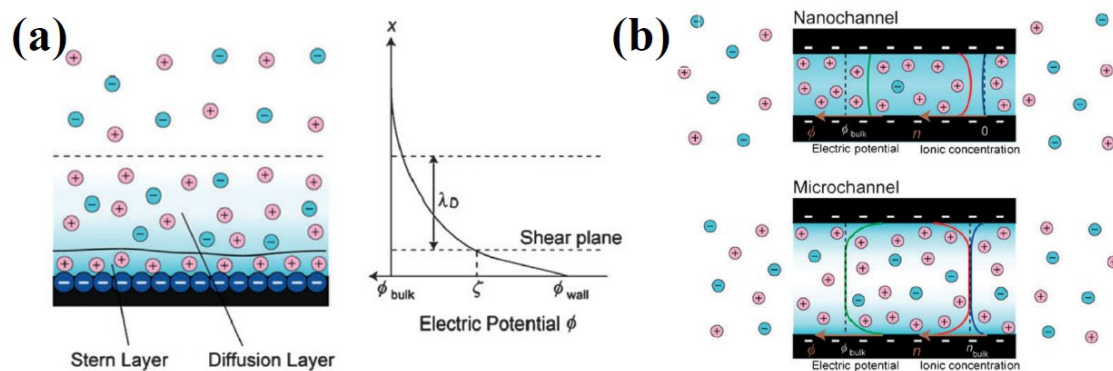 (a)
x
λD
Shear plane
ϕbulk
ζ
ϕwall
Electric Potential ϕ
Stern Layer
Diffusion Layer
(b)
Nanochannel
ϕ
ϕbulk
n
0
Electric potential
Ionic concentration
Microchannel
ϕ
ϕbulk
n
nbulk
Electric potential
Ionic concentration